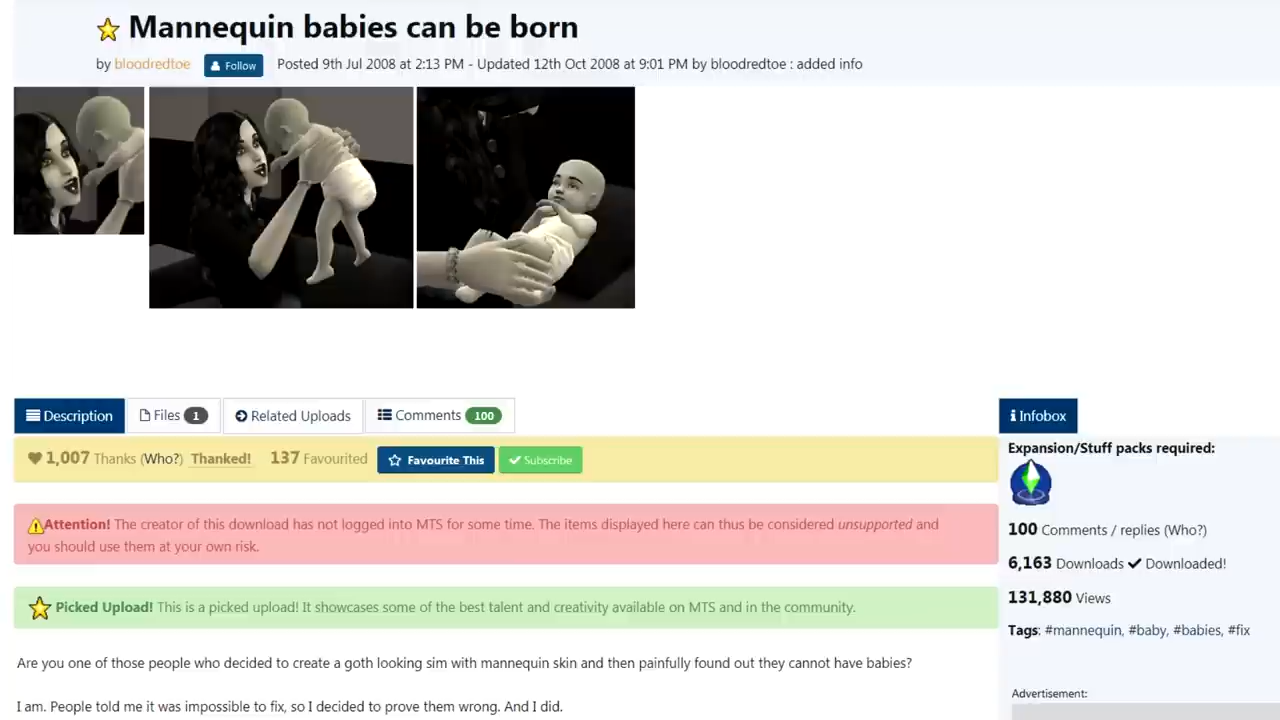 Mannequin babies can be born
by bloodredtoe Follow Posted 9th Jul 2008 at 2:13 PM - Updated 12th Oct 2008 at 9:01 PM by bloodredtoe : added info
Description Files 1 Related Uploads Comments 100
1,007 Thanks (Who?) Thanked! 137 Favourited Favourite This Subscribe
Attention! The creator of this download has not logged into MTS for some time. The items displayed here can thus be considered unsupported and
you should use them at your own risk.
Picked Upload! This is a picked upload! It showcases some of the best talent and creativity available on MTS and in the community.
Are you one of those people who decided to create a goth looking sim with mannequin skin and then painfully found out they cannot have babies?
I am. People told me it was impossible to fix, so I decided to prove them wrong. And I did.
Infobox
Expansion/Stuff packs required:
100 Comments / replies (Who?)
6,163 Downloads Downloaded!
131,880 Views
Tags: #mannequin, #baby, #babies, #fix
Advertisement: